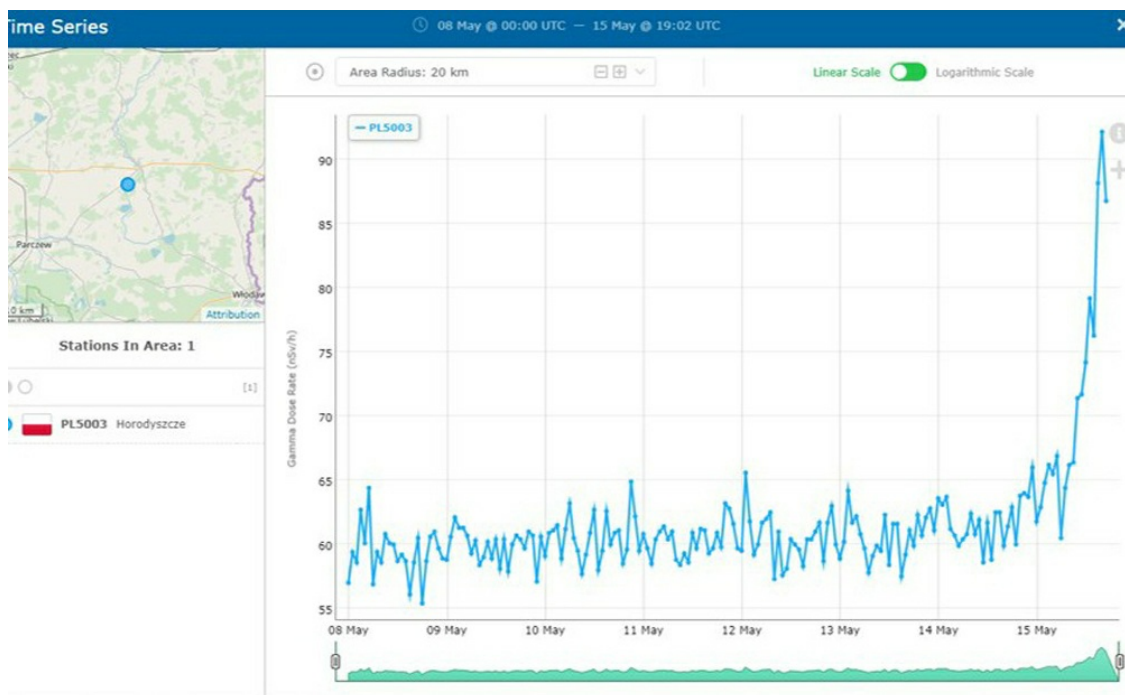 Time Series
08 May @ 00:00 UTC — 15 May @ 19:02 UTC
Area Radius: 20 km
Linear Scale
Logarithmic Scale
Parczew
0 km
Attribution
Stations In Area: 1
[1]
PL5003 Horodyszcze
PL5003
Gamma Dose Rate (nSv/h)
90
85
80
75
70
65
60
55
08 May
09 May
10 May
11 May
12 May
13 May
14 May
15 May